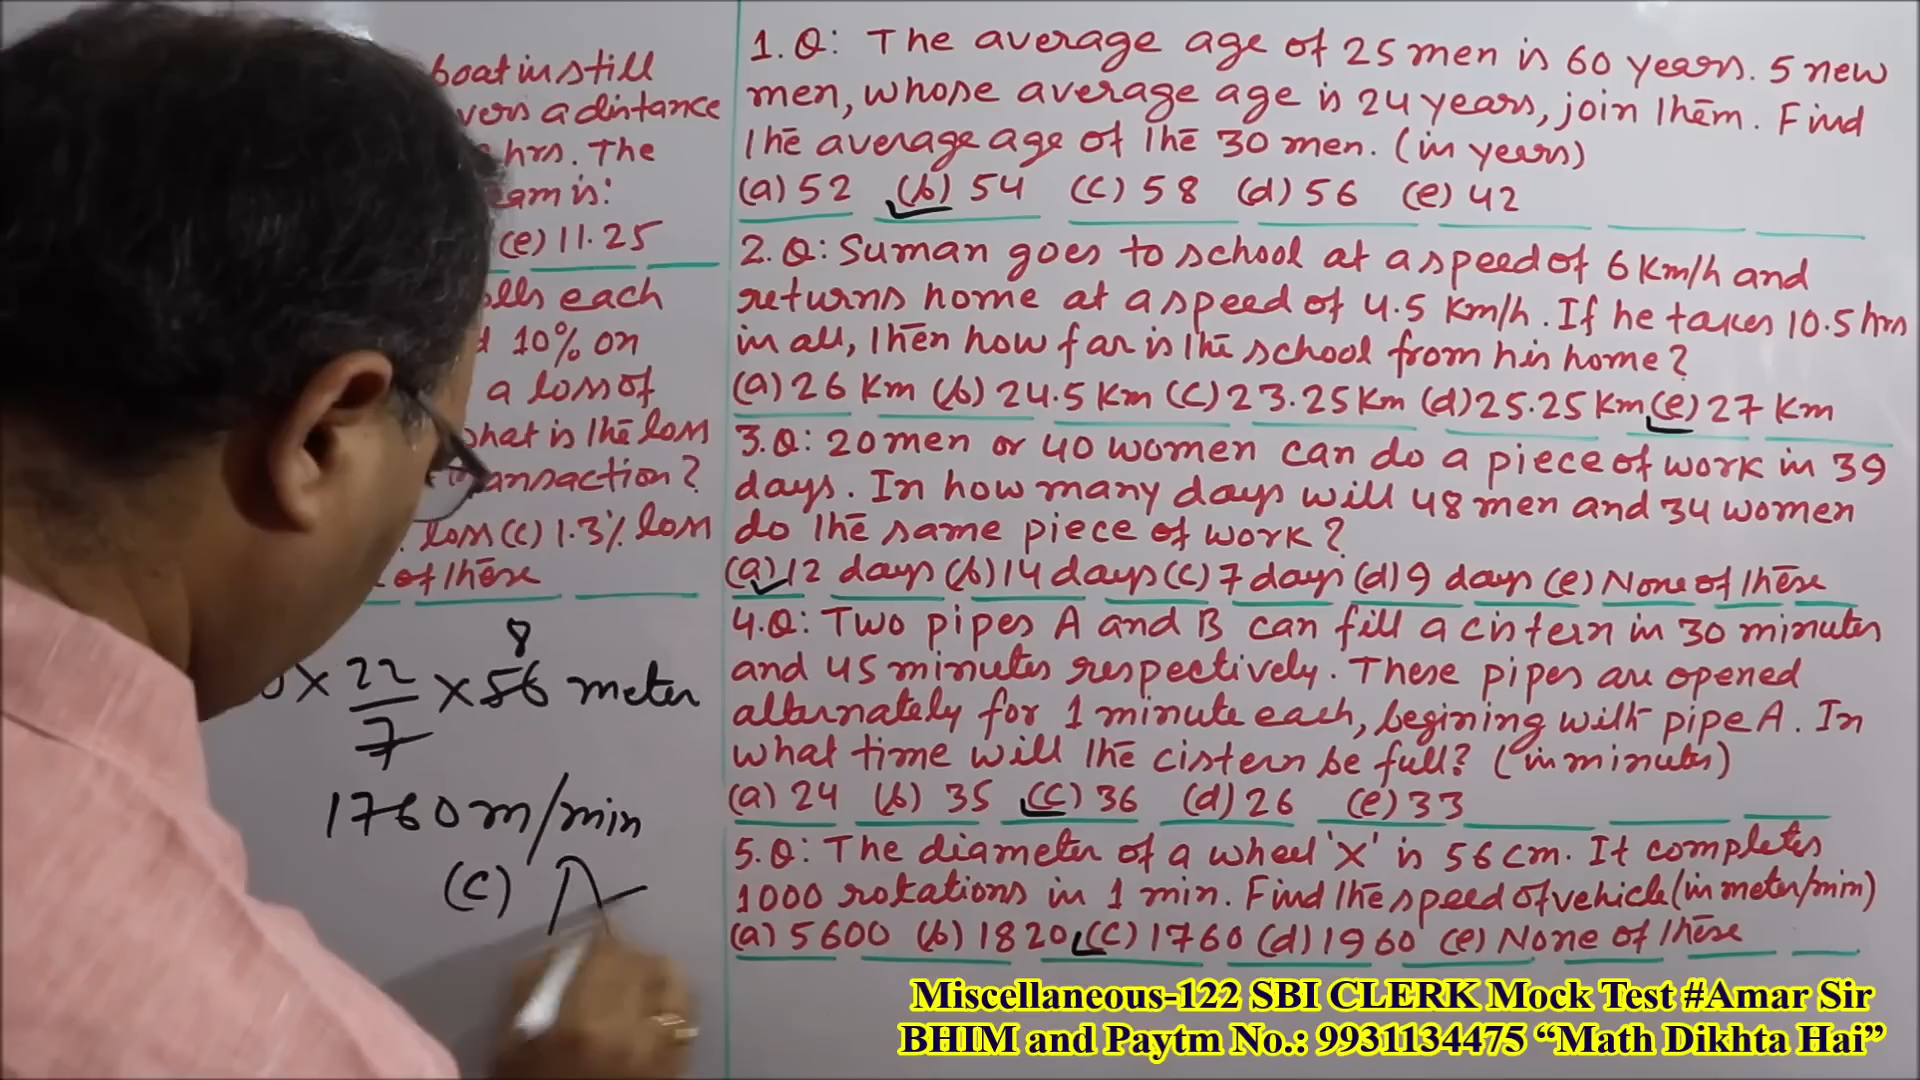 boat in still
vers a distance
hrs. The
eam is:
(e) 11.25
lls each
10% on
a loss of
what is the loss
transaction?
loss (c) 1.3% loss
of these
1.Q: The average age of 25 men is 60 years. 5 new
men, whose average age is 24 years, join them. Find
the average age of the 30 men. (in years)
(a) 52 (b) 54 (c) 58 (d) 56 (e) 42
2.Q: Suman goes to school at a speed of 6 Km/h and
returns home at a speed of 4.5 Km/h. If he takes 10.5 hrs
in all, then how far is the school from his home?
(a) 26 Km (b) 24.5 Km (c) 23.25 Km (d) 25.25 Km (e) 27 Km
3.Q: 20 men or 40 women can do a piece of work in 39
days. In how many days will 48 men and 34 women
do the same piece of work?
(a) 12 days (b) 14 days (c) 7 days (d) 9 days (e) None of these
4.Q: Two pipes A and B can fill a cistern in 30 minutes
and 45 minutes respectively. These pipes are opened
alternately for 1 minute each, begining with pipe A. In
what time will the cistern be full? (in minutes)
(a) 24 (b) 35 (c) 36 (d) 26 (e) 33
5.Q: The diameter of a wheel 'X' is 56 cm. It completes
1000 rotations in 1 min. Find the speed of vehicle (in meter/min)
(a) 5600 (b) 1820 (c) 1760 (d) 1960 (e) None of these
8
0 × 22/7 × 56 meter
1760 m/min
(c)
Miscellaneous-122 SBI CLERK Mock Test #Amar Sir
BHIM and Paytm No.: 9931134475 “Math Dikhta Hai”